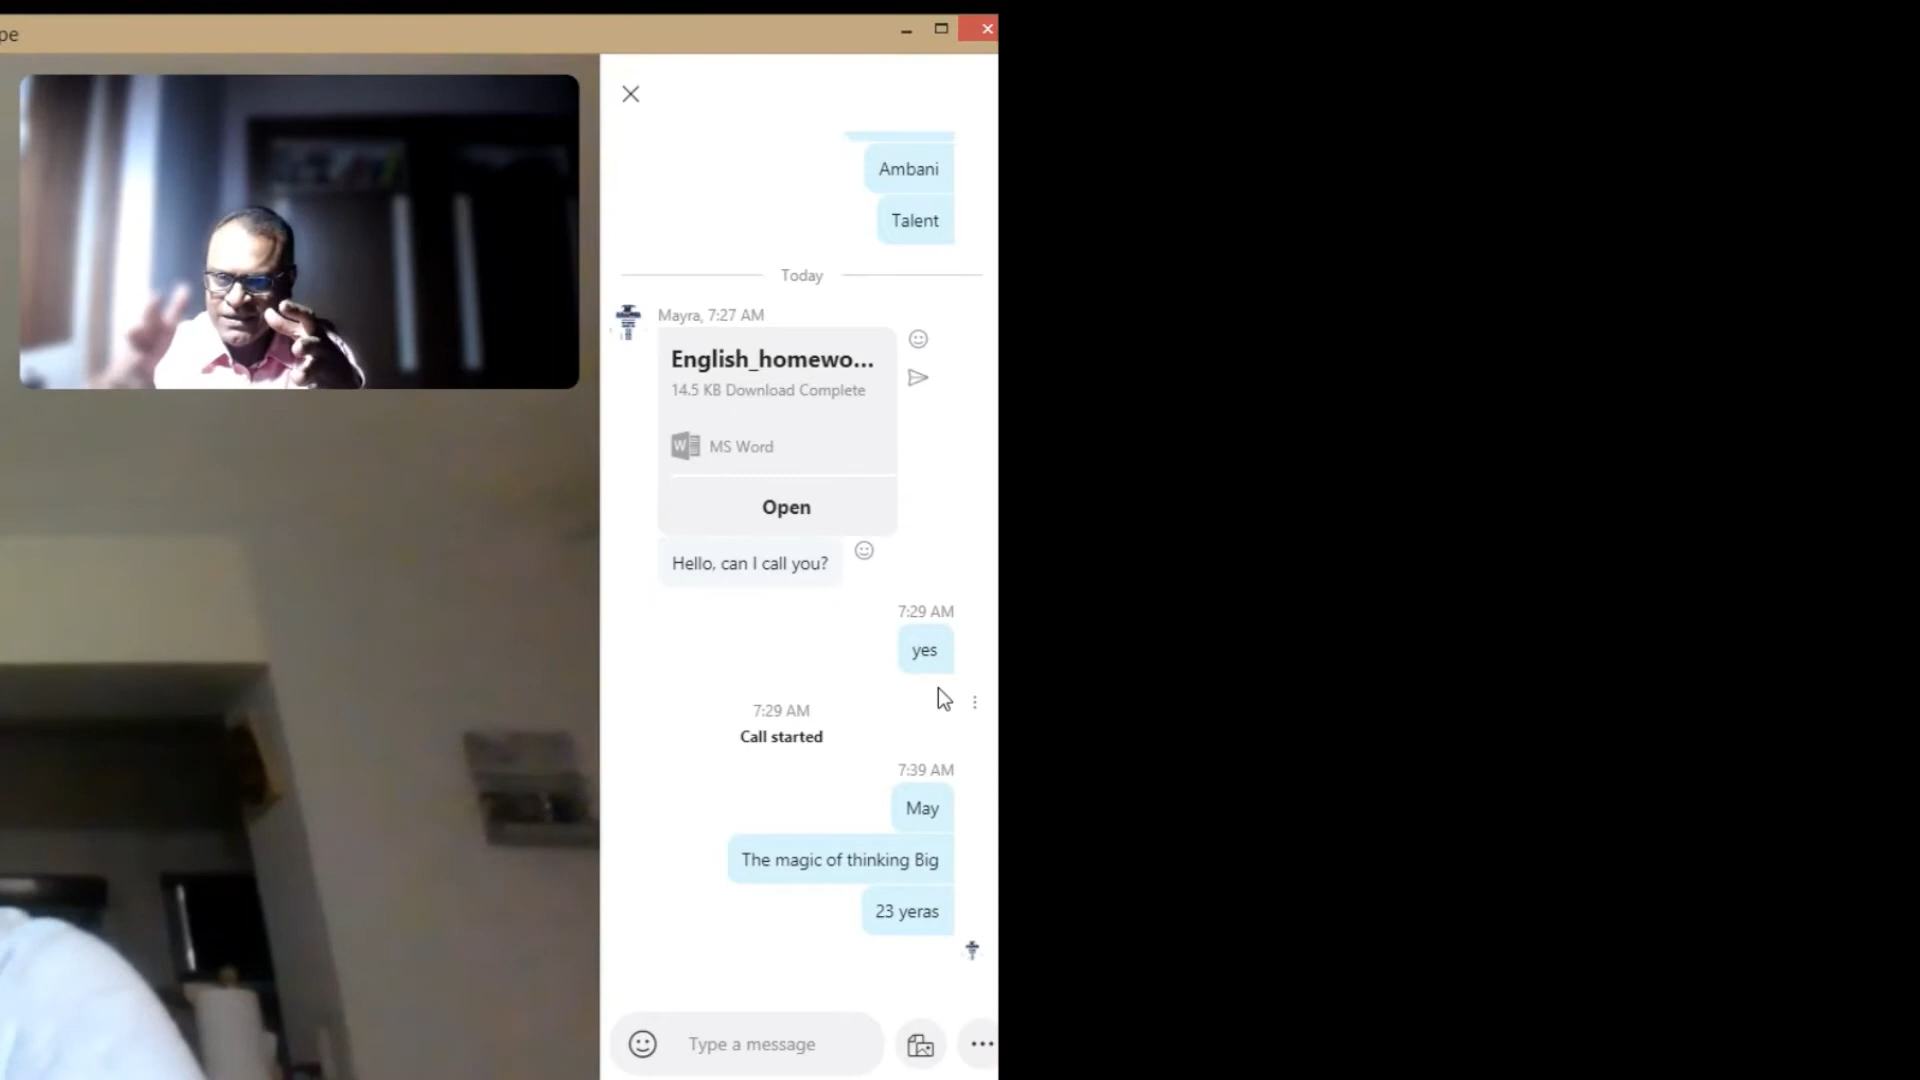 pe
Ambani
Talent
Today
Mayra, 7:27 AM
English_homewo...
14.5 KB Download Complete
W
MS Word
Open
Hello, can I call you?
7:29 AM
yes
7:29 AM
Call started
7:39 AM
May
The magic of thinking Big
23 yeras
Type a message